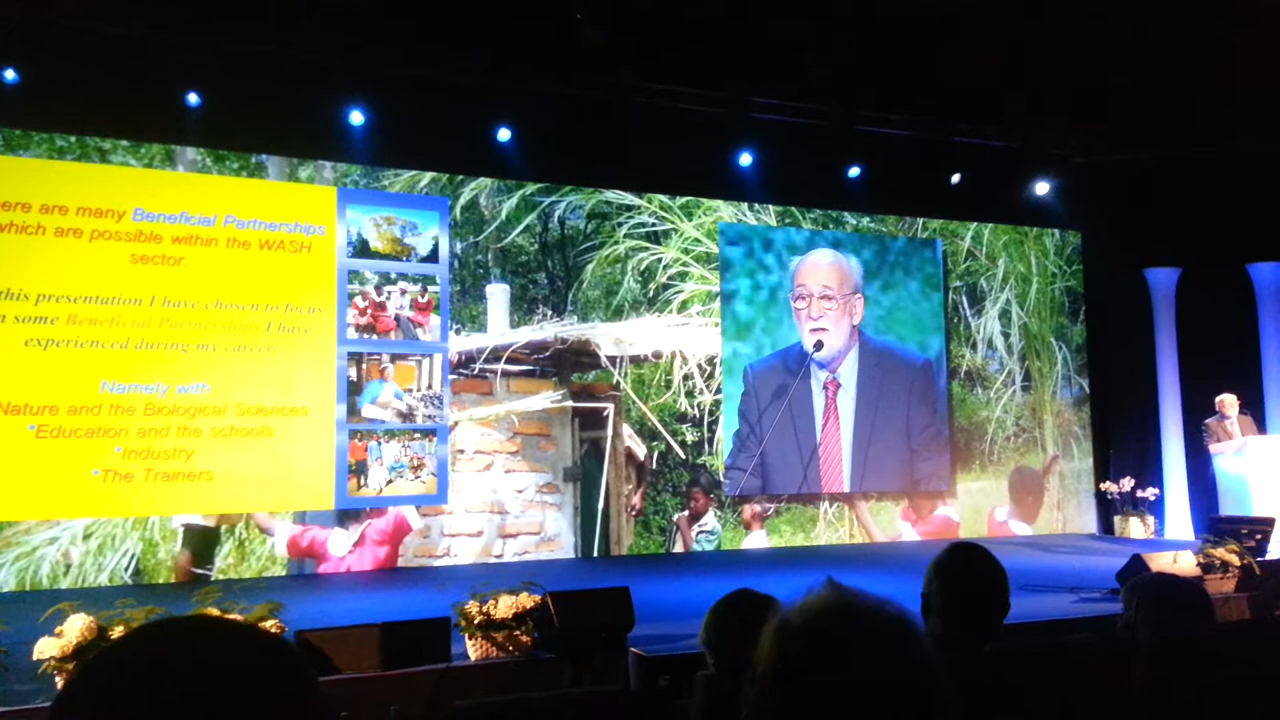 ere are many Beneficial Partnerships
which are possible within the WASH
sector.
this presentation I have chosen to focus
n some Beneficial Partnerships I have
experienced during my career.
Namely with
Nature and the Biological Sciences
*Education and the schools
*Industry
*The Trainers